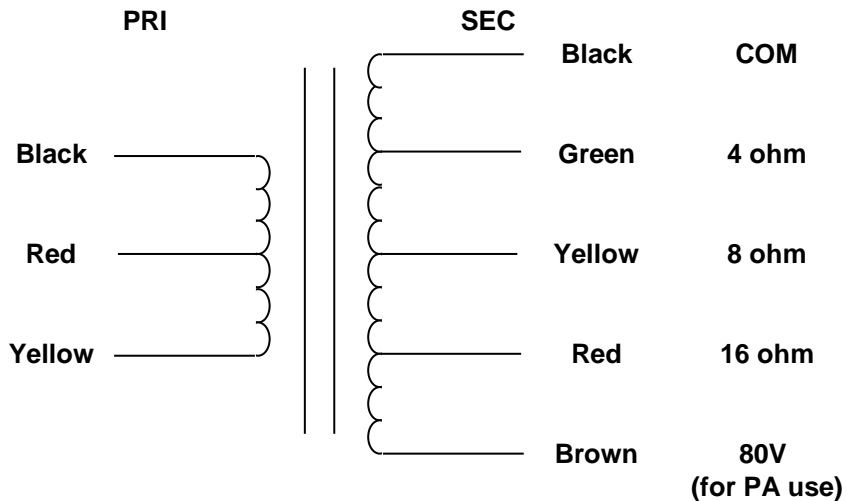 PRI SEC
Black COM
Black Green 4 ohm
Red Yellow 8 ohm
Yellow Red 16 ohm
Brown 80V
(for PA use)